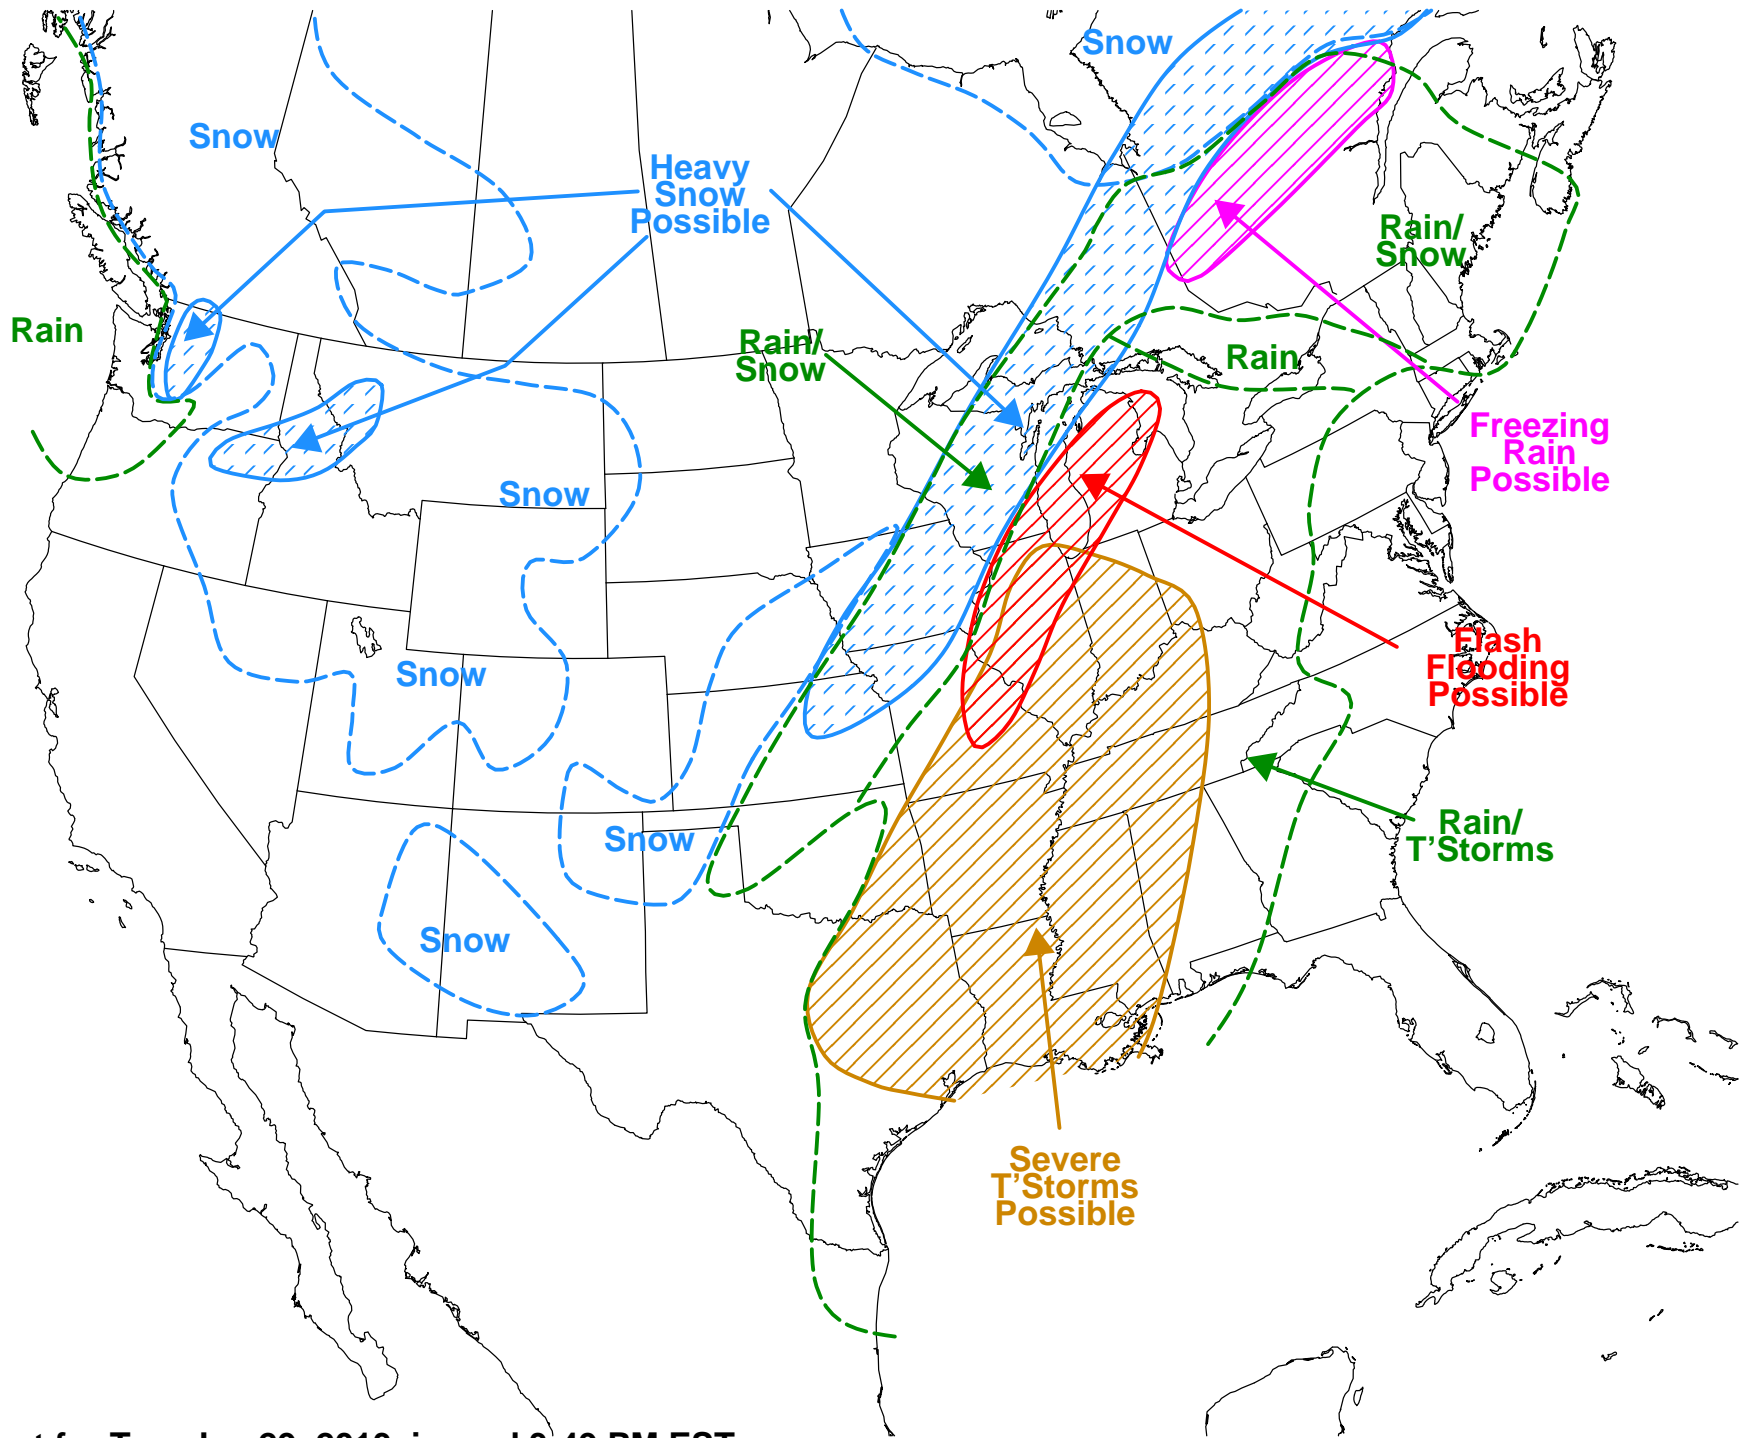 Snow
Snow
Heavy
Snow
Possible
Rain/
Snow
Rain
Rain/
Snow
Rain
Freezing
Rain
Possible
Snow
Flash
Flooding
Possible
Snow
Rain/
T'Storms
Snow
Snow
Severe
T'Storms
Possible